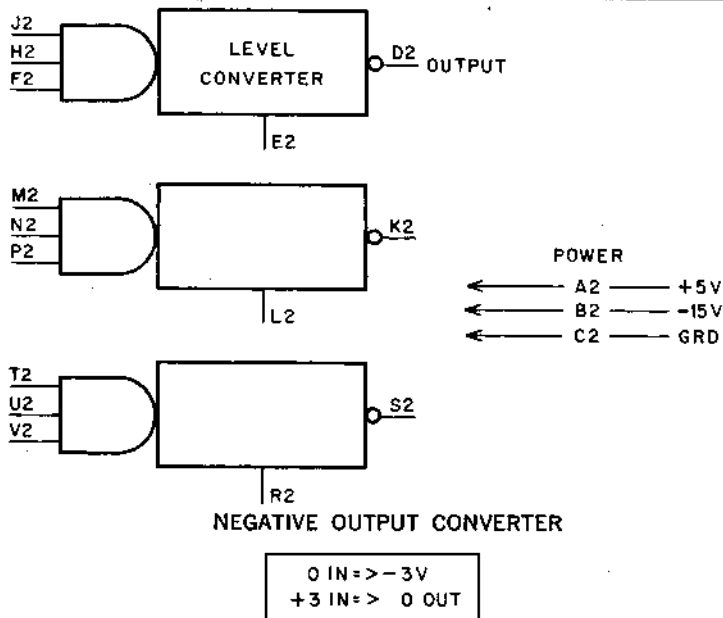 J2
H2
F2
LEVEL
CONVERTER
D2 OUTPUT
E2
M2
N2
P2
K2
L2
POWER
A2 +5V
B2 -15V
C2 GRD
T2
U2
V2
S2
R2
NEGATIVE OUTPUT CONVERTER
0 IN=>-3V
+3 IN=> 0 OUT